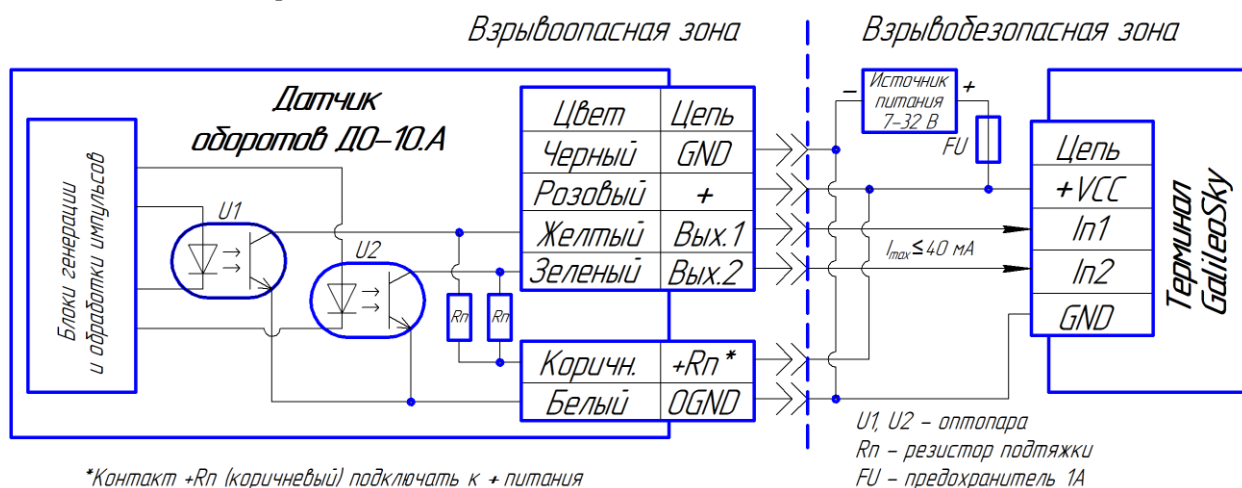 Взрывоопасная зона
Взрывобезопасная зона
Датчик
оборотов ДО-10.А
Блоки генерации
и обработки импульсов
U1
U2
Rп
Rп
Цвет Цепь
Черный GND
Розовый +
Желтый Вых.1
Зеленый Вых.2
Коричн. +Rп*
Белый OGND
− Источник +
питания
7-32 В
FU
Imax≤40 мА
Цепь
+VCC
In1
In2
GND
Терминал
GalileoSky
U1, U2 – оптопара
Rп – резистор подтяжки
FU – предохранитель 1А
*Контакт +Rп (коричневый) подключать к + питания